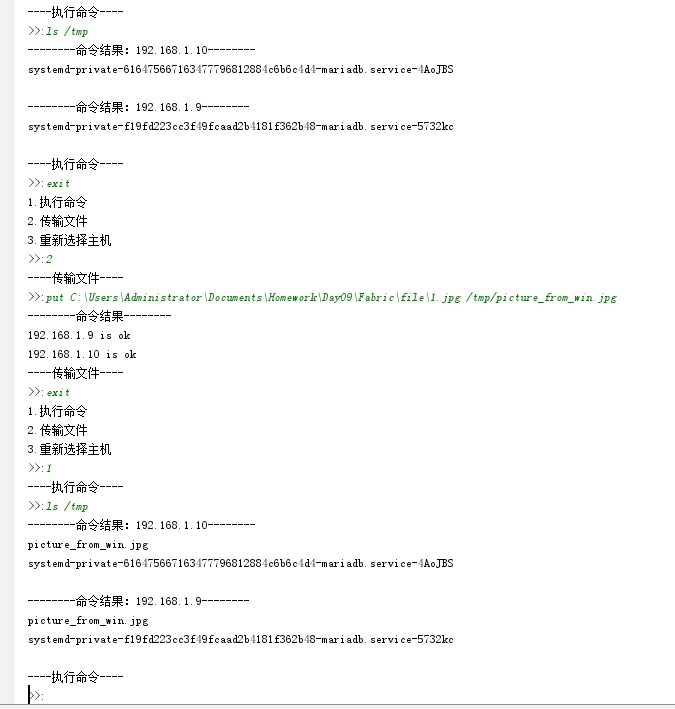 ----执行命令----
>>:ls /tmp
--------命令结果: 192.168.1.10--------
systemd-private-616475667163477796812884c6b6c4d4-mariadb.service-4AoJBS
--------命令结果: 192.168.1.9--------
systemd-private-f19fd223cc3f49fcaad2b4181f362b48-mariadb.service-5732kc
----执行命令----
>>:exit
1.执行命令
2.传输文件
3.重新选择主机
>>:2
----传输文件----
>>:put C:\Users\Administrator\Documents\Homework\Day09\Fabric\file\1.jpg /tmp/picture_from_win.jpg
--------命令结果--------
192.168.1.9 is ok
192.168.1.10 is ok
----传输文件----
>>:exit
1.执行命令
2.传输文件
3.重新选择主机
>>:1
----执行命令----
>>:ls /tmp
--------命令结果: 192.168.1.10--------
picture_from_win.jpg
systemd-private-616475667163477796812884c6b6c4d4-mariadb.service-4AoJBS
--------命令结果: 192.168.1.9--------
picture_from_win.jpg
systemd-private-f19fd223cc3f49fcaad2b4181f362b48-mariadb.service-5732kc
----执行命令----
>>: